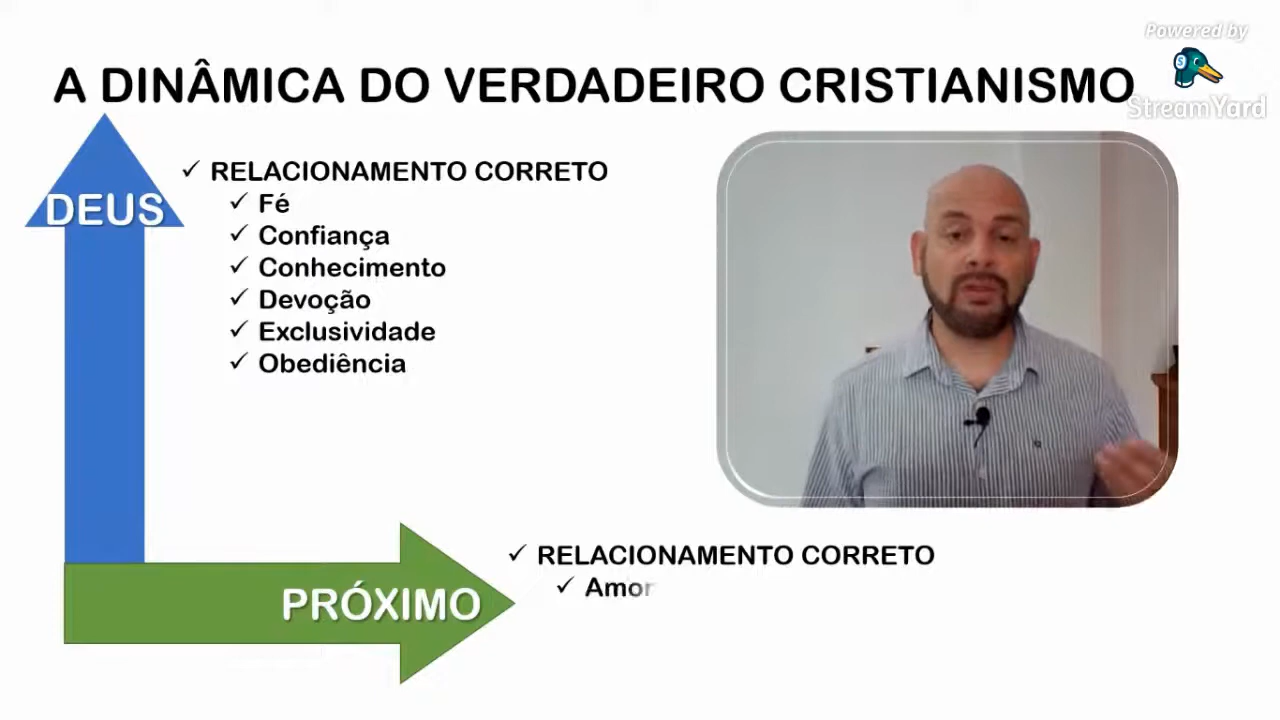 Powered by
StreamYard
A DINÂMICA DO VERDADEIRO CRISTIANISMO
DEUS
✓ RELACIONAMENTO CORRETO
✓ Fé
✓ Confiança
✓ Conhecimento
✓ Devoção
✓ Exclusividade
✓ Obediência
PRÓXIMO
✓ RELACIONAMENTO CORRETO
✓ Amor